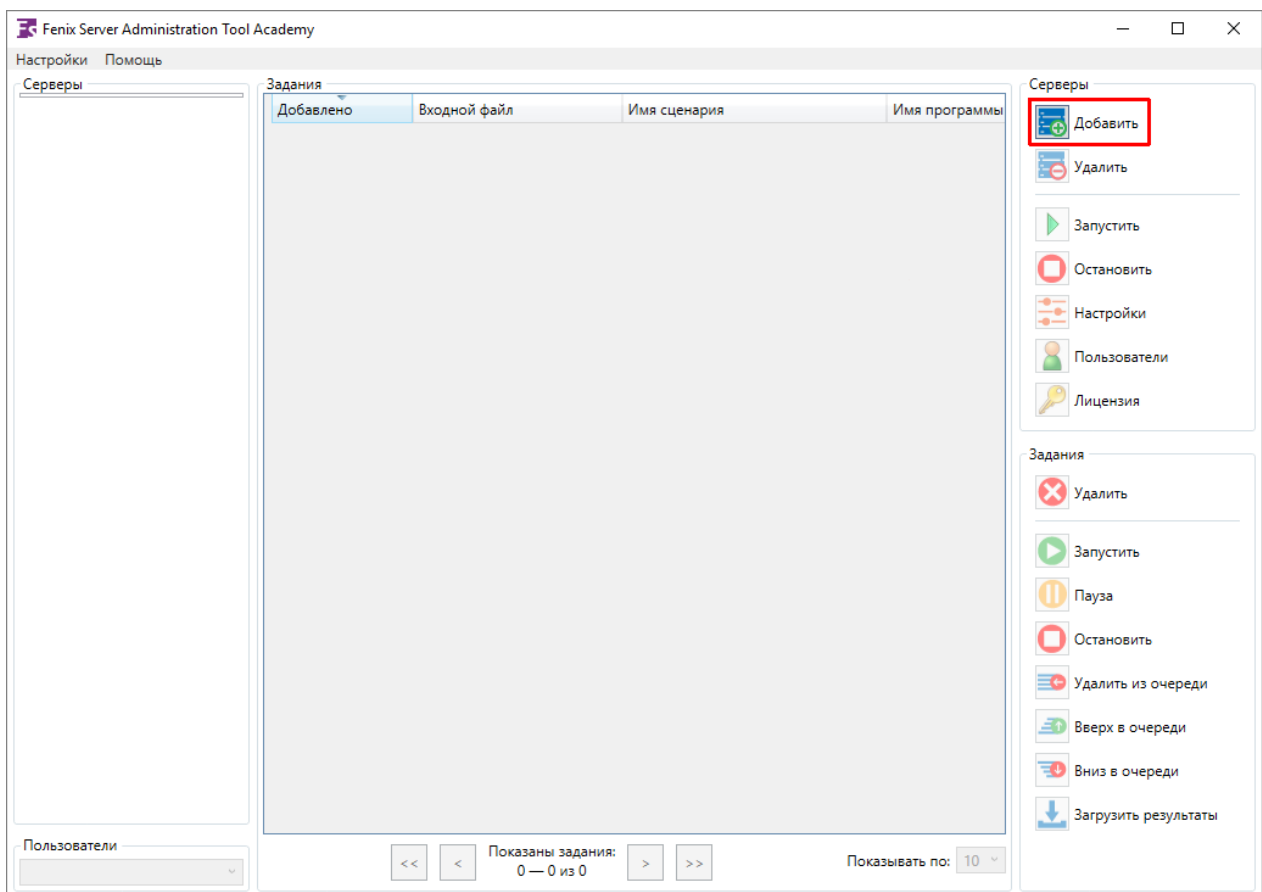 Fenix Server Administration Tool Academy
Настройки Помощь
Серверы
Задания
Добавлено Входной файл Имя сценария Имя программы
Серверы
Добавить
Удалить
Запустить
Остановить
Настройки
Пользователи
Лицензия
Задания
Удалить
Запустить
Пауза
Остановить
Удалить из очереди
Вверх в очереди
Вниз в очереди
Загрузить результаты
Пользователи
<< < Показаны задания: > >>
0 — 0 из 0
Показывать по: 10